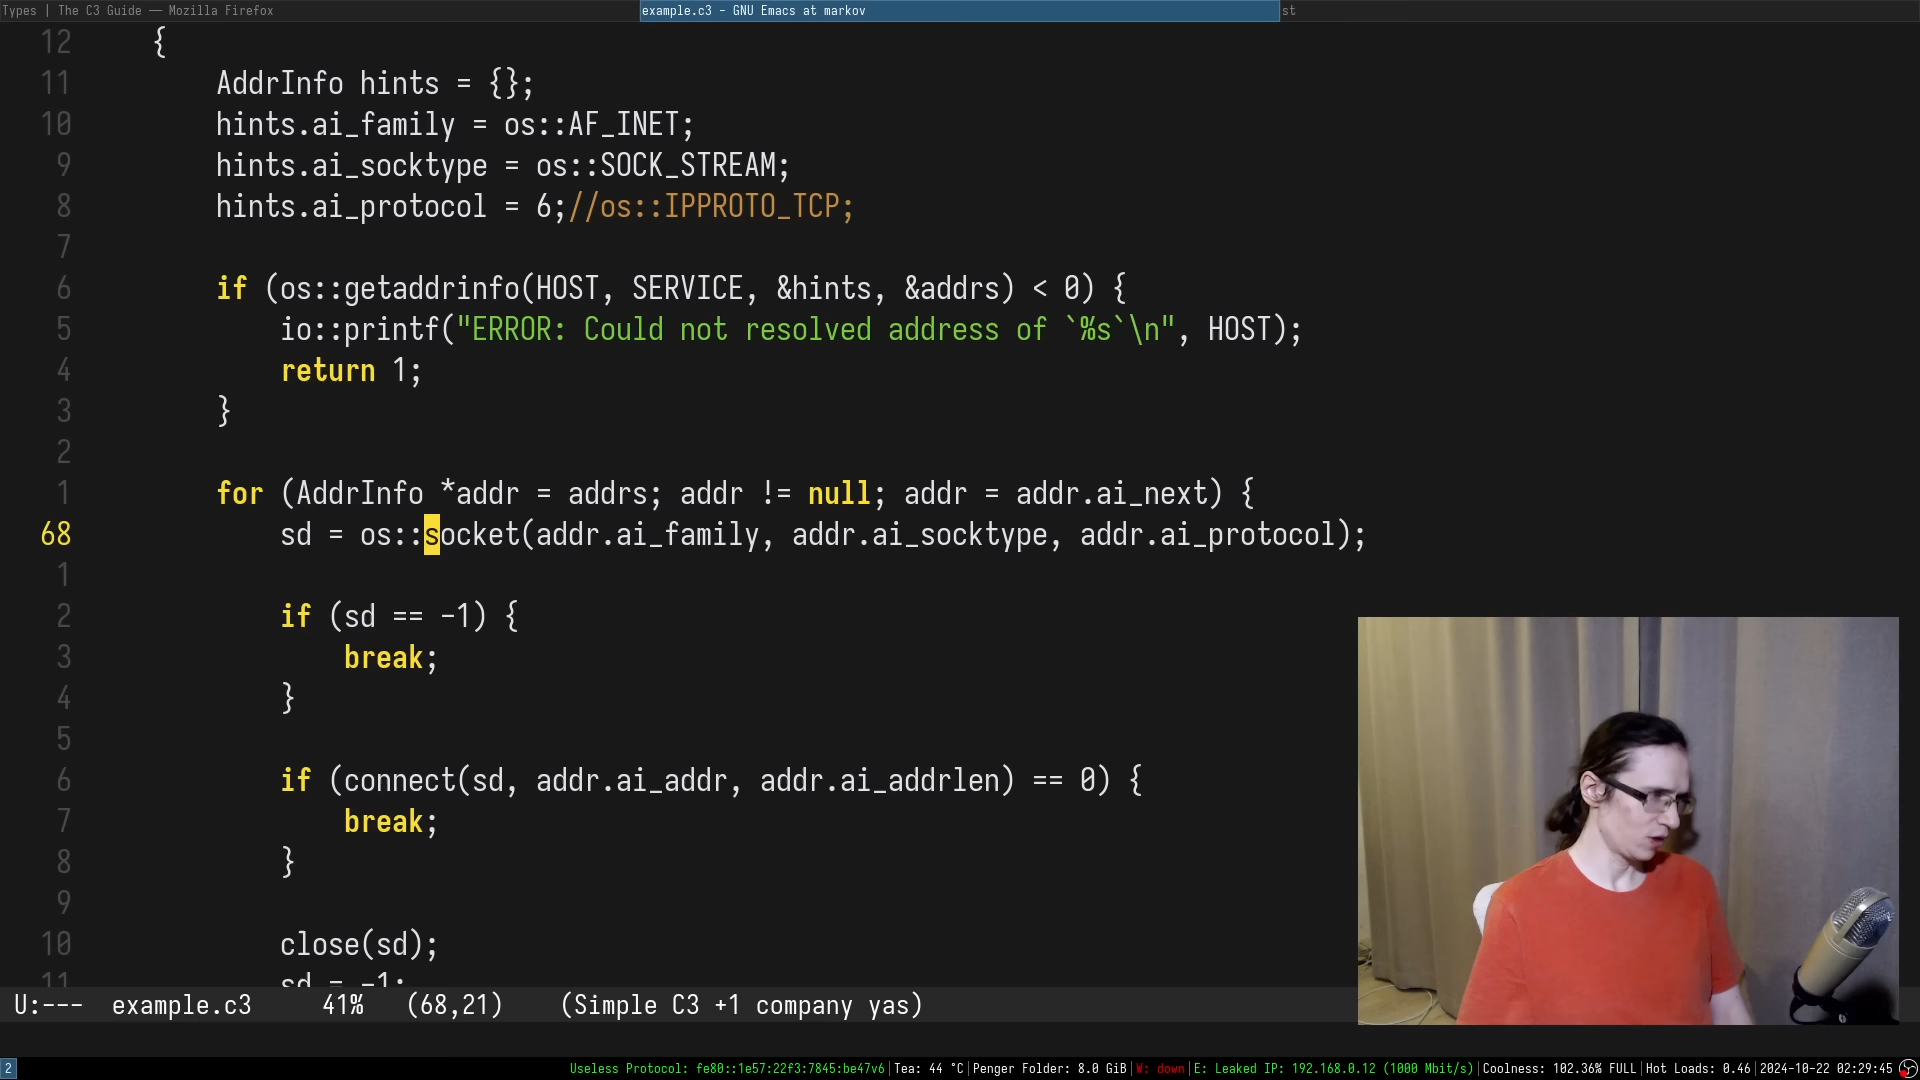 Types | The C3 Guide — Mozilla Firefox
example.c3 - GNU Emacs at markov
st
12 {
11 AddrInfo hints = {};
10 hints.ai_family = os::AF_INET;
9 hints.ai_socktype = os::SOCK_STREAM;
8 hints.ai_protocol = 6;//os::IPPROTO_TCP;
7
6 if (os::getaddrinfo(HOST, SERVICE, &hints, &addrs) < 0) {
5 io::printf("ERROR: Could not resolved address of `%s`\n", HOST);
4 return 1;
3 }
2
1 for (AddrInfo *addr = addrs; addr != null; addr = addr.ai_next) {
68 sd = os::socket(addr.ai_family, addr.ai_socktype, addr.ai_protocol);
1
2 if (sd == -1) {
3 break;
4 }
5
6 if (connect(sd, addr.ai_addr, addr.ai_addrlen) == 0) {
7 break;
8 }
9
10 close(sd);
11 sd = -1;
U:--- example.c3 41% (68,21) (Simple C3 +1 company yas)
2 Useless Protocol: fe80::1e57:22f3:7845:be47v6|Tea: 44 °C|Penger Folder: 8.0 GiB|W: down|E: Leaked IP: 192.168.0.12 (1000 Mbit/s)|Coolness: 102.36% FULL|Hot Loads: 0.46|2024-10-22 02:29:45